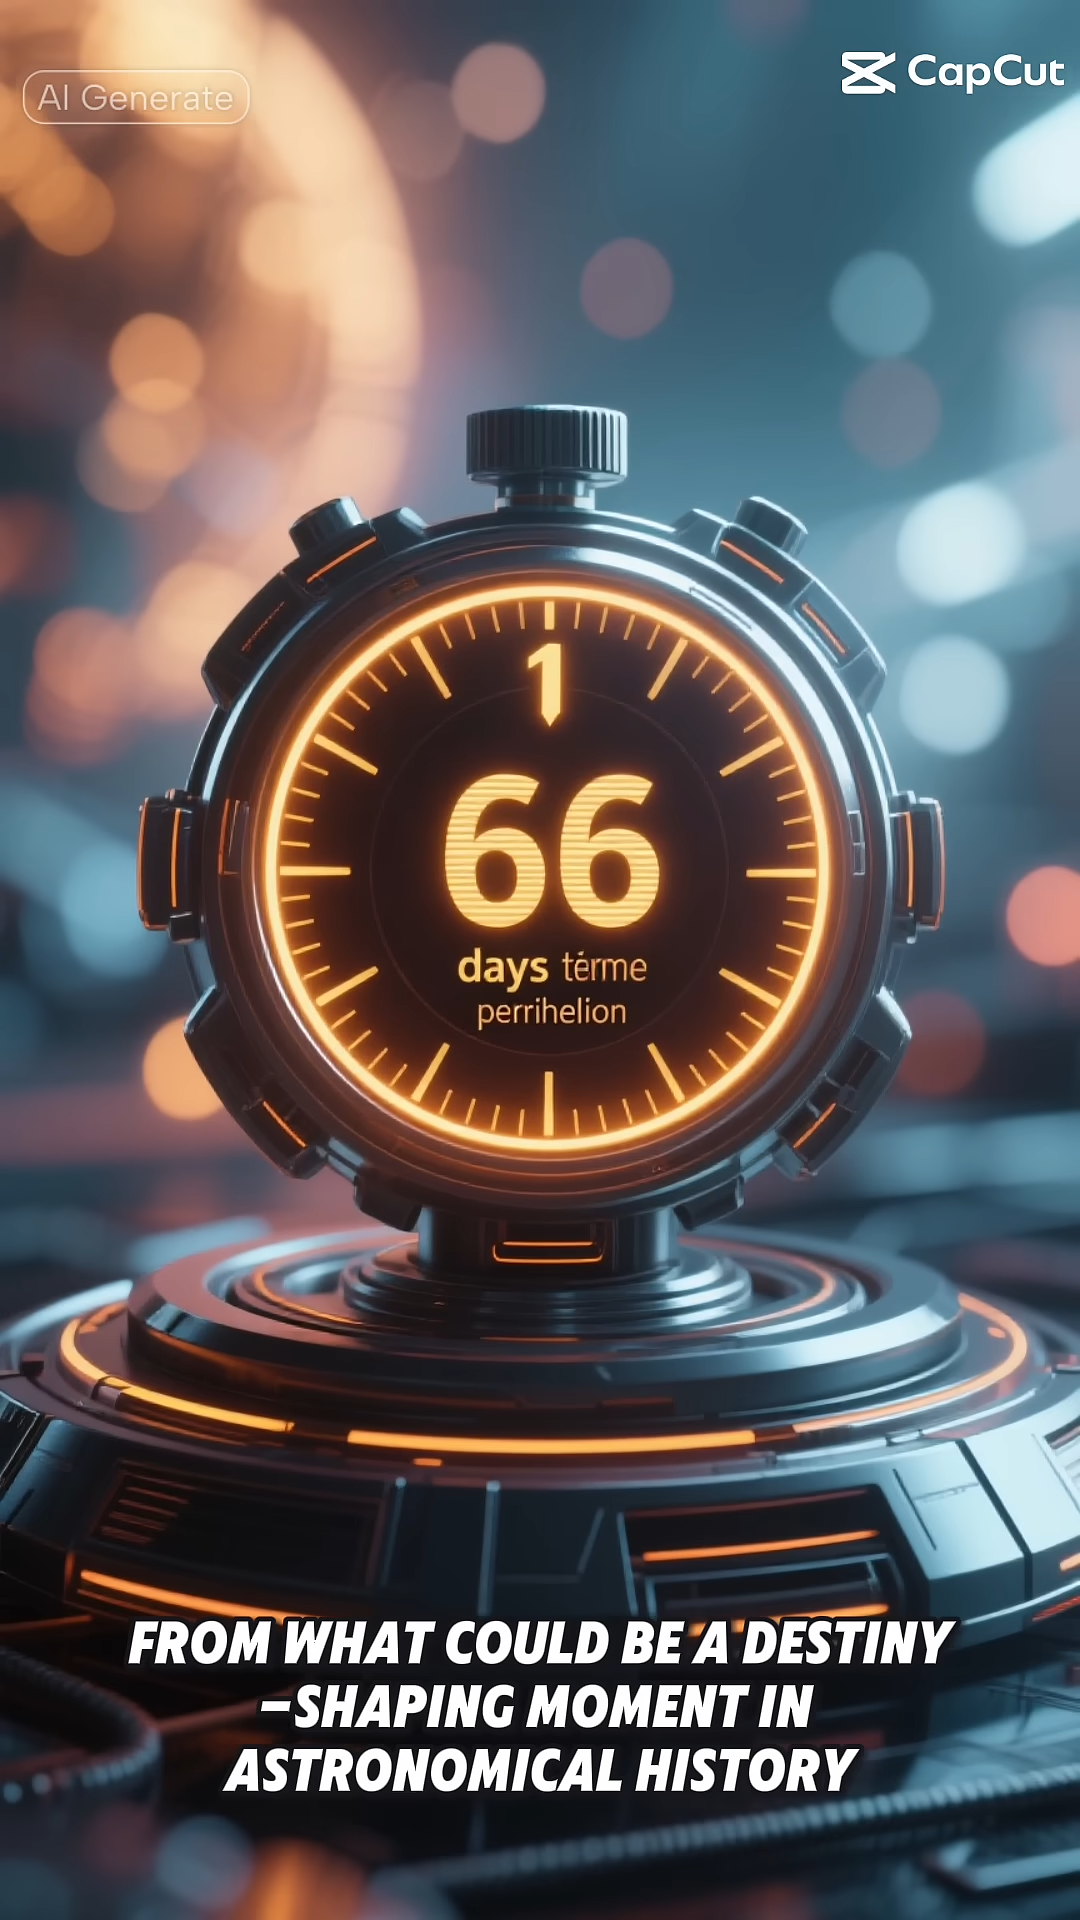 AI Generate
CapCut
1
66
days térme
perrihelion
FROM WHAT COULD BE A DESTINY
-SHAPING MOMENT IN
ASTRONOMICAL HISTORY